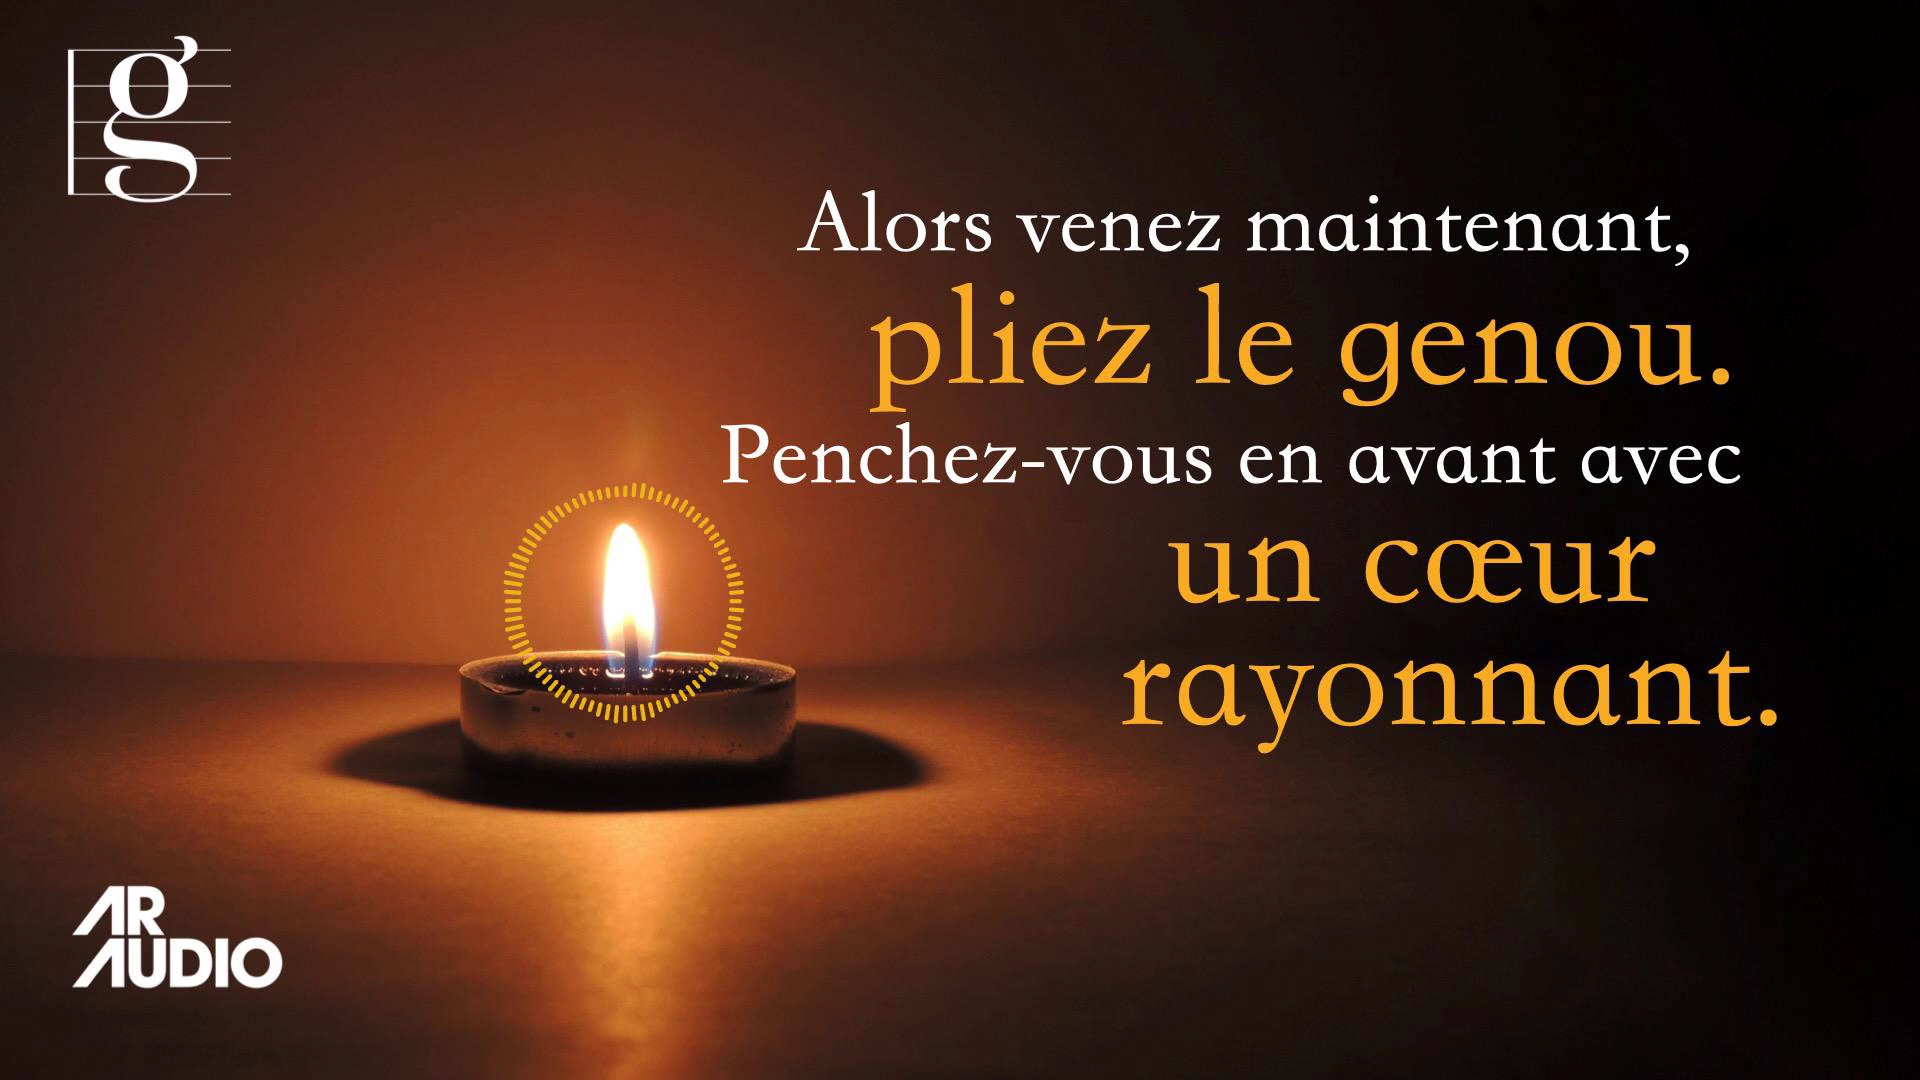 g
Alors venez maintenant,
pliez le genou.
Penchez-vous en avant avec
un cœur
rayonnant.
AR
AUDIO